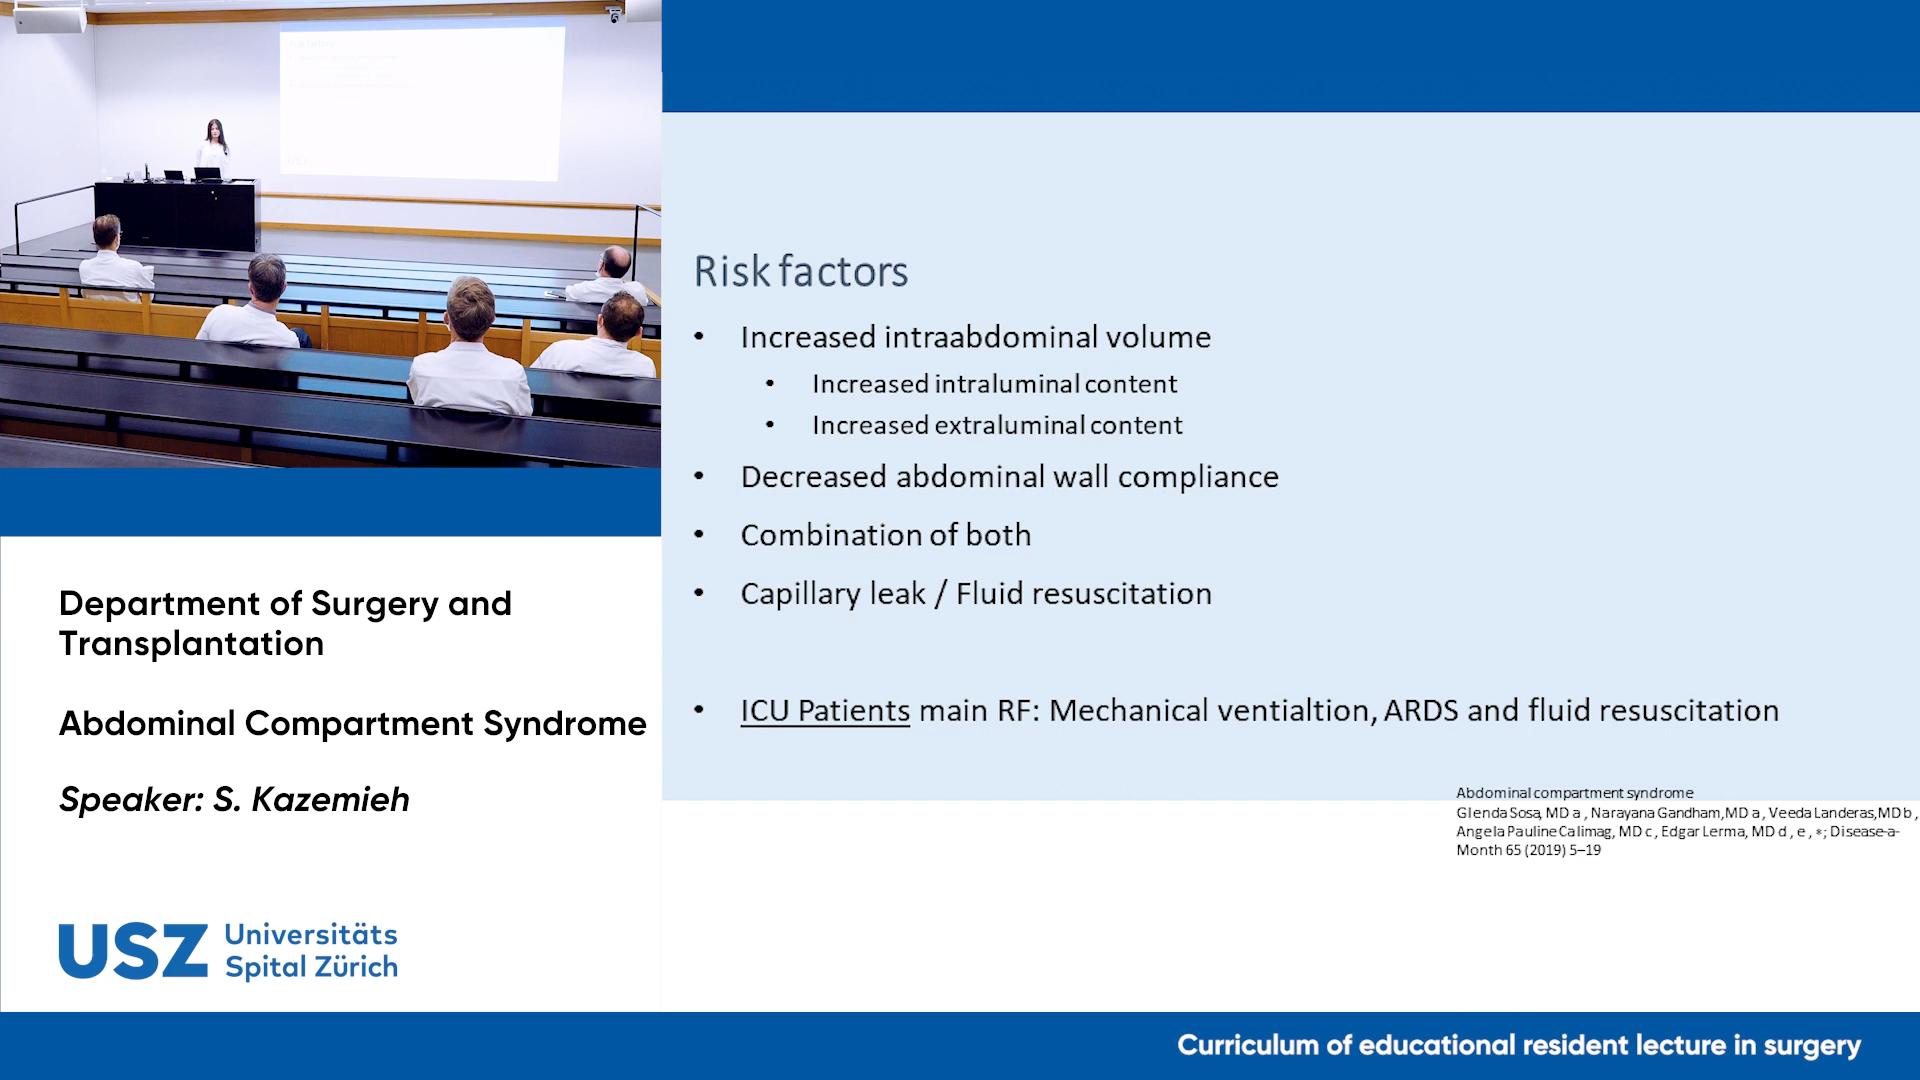 Risk factors
• Increased intraabdominal volume
• Increased intraluminal content
• Increased extraluminal content
• Decreased abdominal wall compliance
• Combination of both
• Capillary leak / Fluid resuscitation
• ICU Patients main RF: Mechanical ventialtion, ARDS and fluid resuscitation
Abdominal compartment syndrome
Glenda Sosa, MD a , Narayana Gandham,MD a , Veeda Landeras,MD b ,
Angela Pauline Calimag, MD c , Edgar Lerma, MD d , e , ∗; Disease-a-
Month 65 (2019) 5–19
Department of Surgery and
Transplantation
Abdominal Compartment Syndrome
Speaker: S. Kazemieh
USZ Universitäts
Spital Zürich
Curriculum of educational resident lecture in surgery